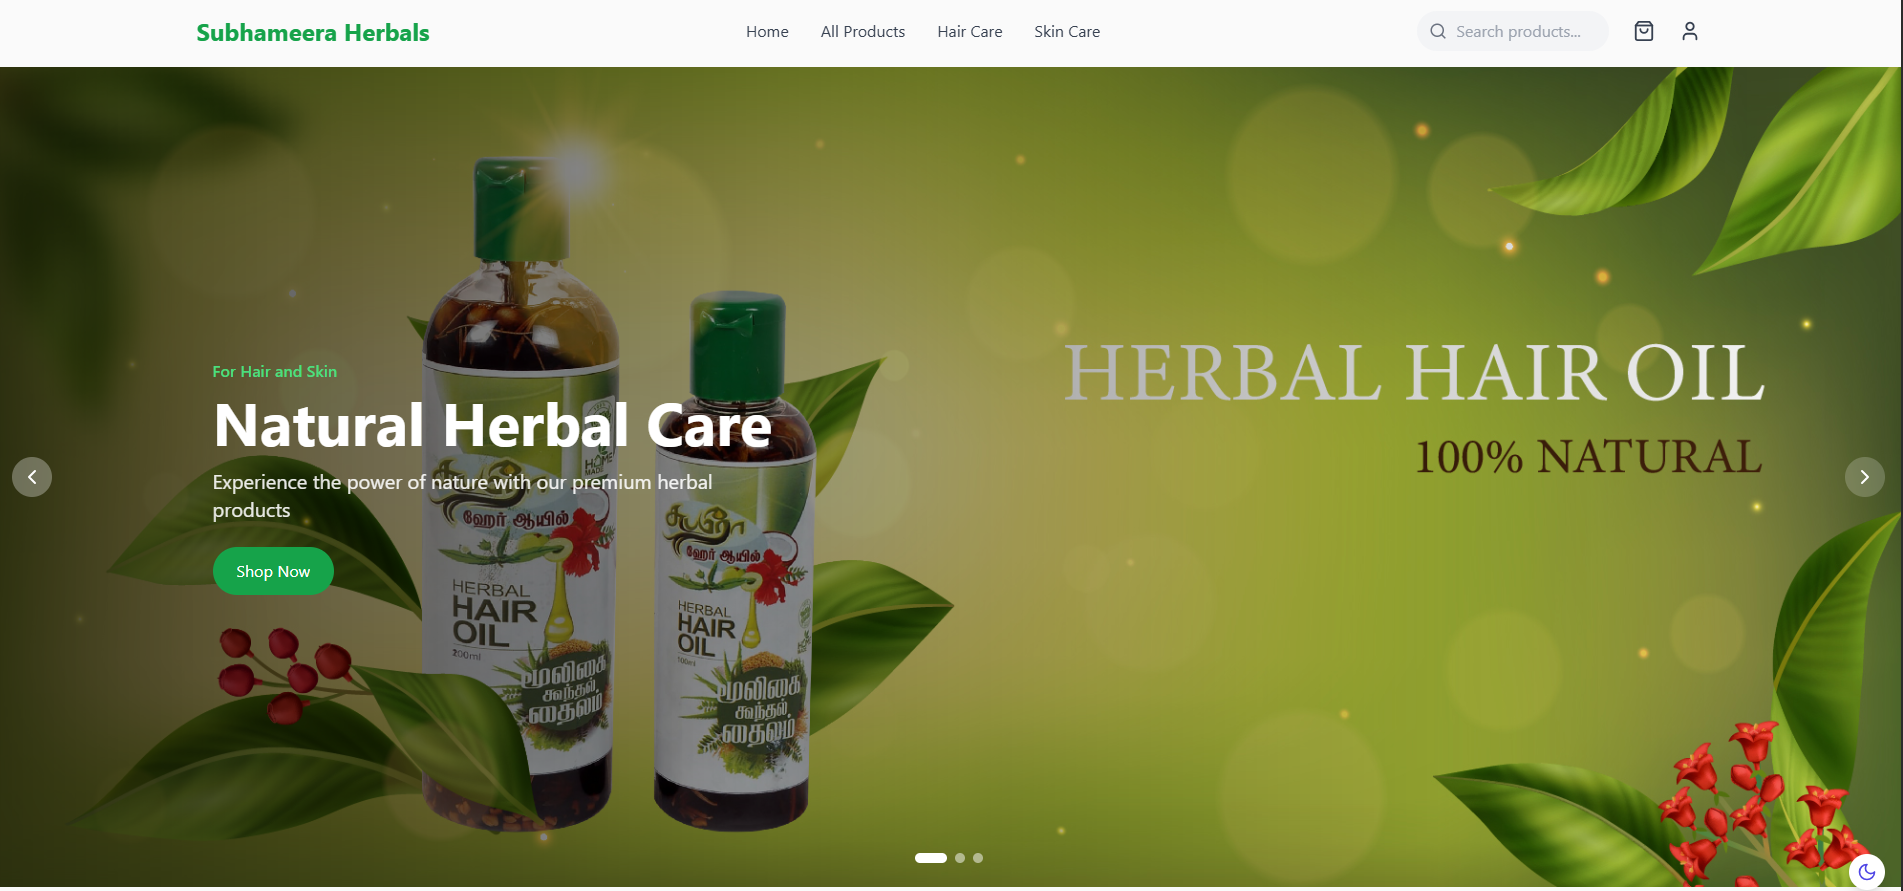 Subhameera Herbals
Home
All Products
Hair Care
Skin Care
Search products...
HERBAL HAIR OIL
100% NATURAL
For Hair and Skin
Natural Herbal Care
Experience the power of nature with our premium herbal
products
Shop Now
HOME
MADE
ஹேர் ஆயில்
HERBAL
HAIR
OIL
200ml
மூலிகை
கூந்தல்
தைலம்
சுபமீரா
ஹேர் ஆயில்
HERBAL
HAIR
OIL
100ml
மூலிகை
கூந்தல்
தைலம்